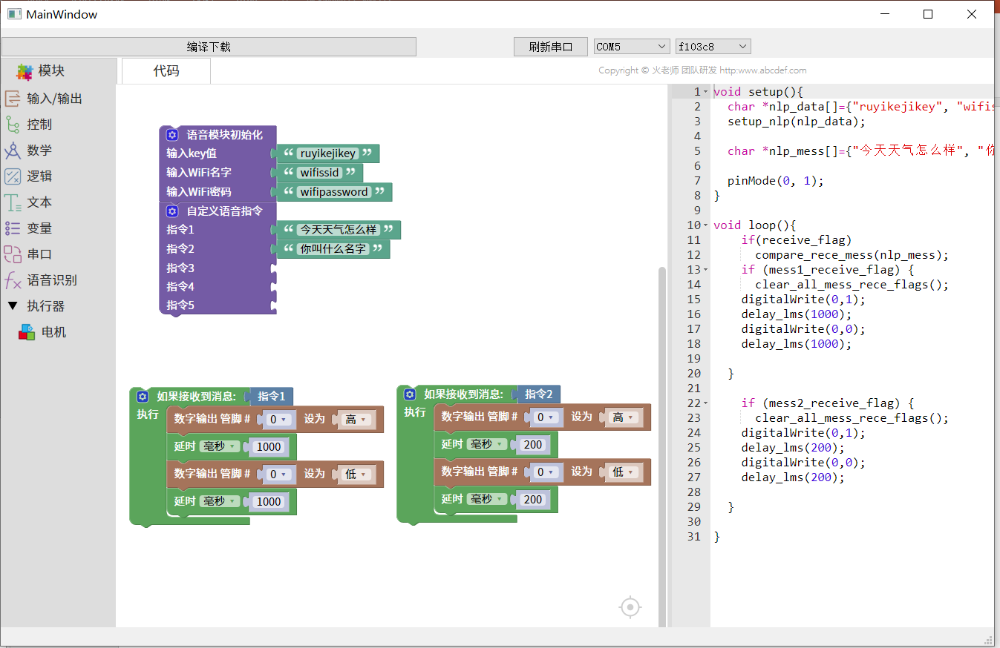 MainWindow
编译下载
刷新串口
COM5
f103c8
模块
代码
Copyright © 火老师 团队研发 http:www.abcdef.com
输入/输出
控制
数学
逻辑
文本
变量
串口
语音识别
执行器
电机
语音模块初始化
输入key值 “ ruyikejikey ”
输入WiFi名字 “ wifissid ”
输入WiFi密码 “ wifipassword ”
自定义语音指令
指令1 “ 今天天气怎么样 ”
指令2 “ 你叫什么名字 ”
指令3
指令4
指令5
如果接收到消息: 指令1
执行 数字输出 管脚 # 0 设为 高
延时 毫秒 1000
数字输出 管脚 # 0 设为 低
延时 毫秒 1000
如果接收到消息: 指令2
执行 数字输出 管脚 # 0 设为 高
延时 毫秒 200
数字输出 管脚 # 0 设为 低
延时 毫秒 200
1 void setup(){
2 char *nlp_data[]={"ruyikejikey", "wifis
3 setup_nlp(nlp_data);
4
5 char *nlp_mess[]={"今天天气怎么样", "你
6
7 pinMode(0, 1);
8 }
9
10 void loop(){
11 if(receive_flag)
12 compare_rece_mess(nlp_mess);
13 if (mess1_receive_flag) {
14 clear_all_mess_rece_flags();
15 digitalWrite(0,1);
16 delay_lms(1000);
17 digitalWrite(0,0);
18 delay_lms(1000);
19
20 }
21
22 if (mess2_receive_flag) {
23 clear_all_mess_rece_flags();
24 digitalWrite(0,1);
25 delay_lms(200);
26 digitalWrite(0,0);
27 delay_lms(200);
28
29 }
30
31 }